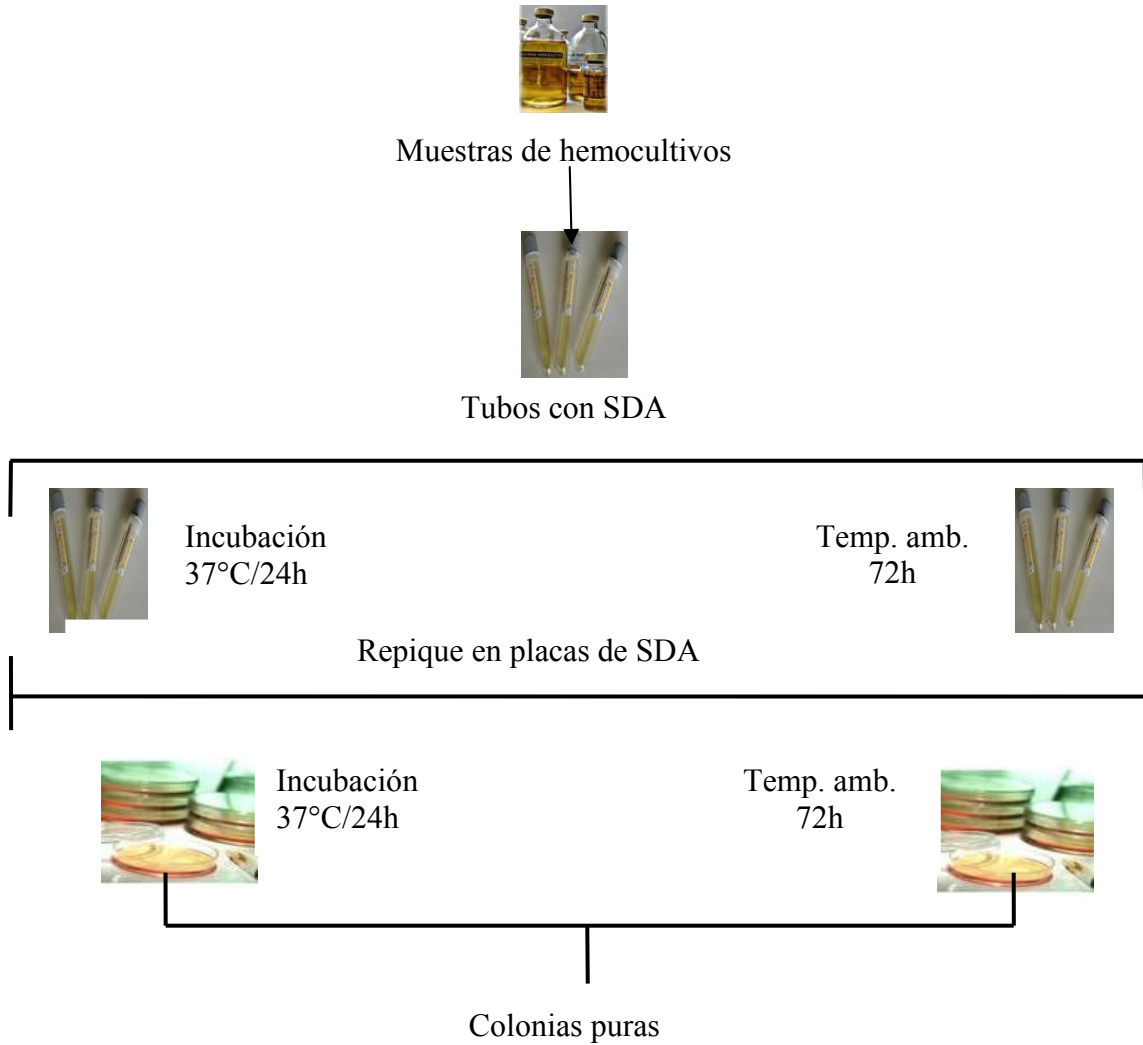 Muestras de hemocultivos
Tubos con SDA
Incubación
37°C/24h
Temp. amb.
72h
Repique en placas de SDA
Incubación
37°C/24h
Temp. amb.
72h
Colonias puras